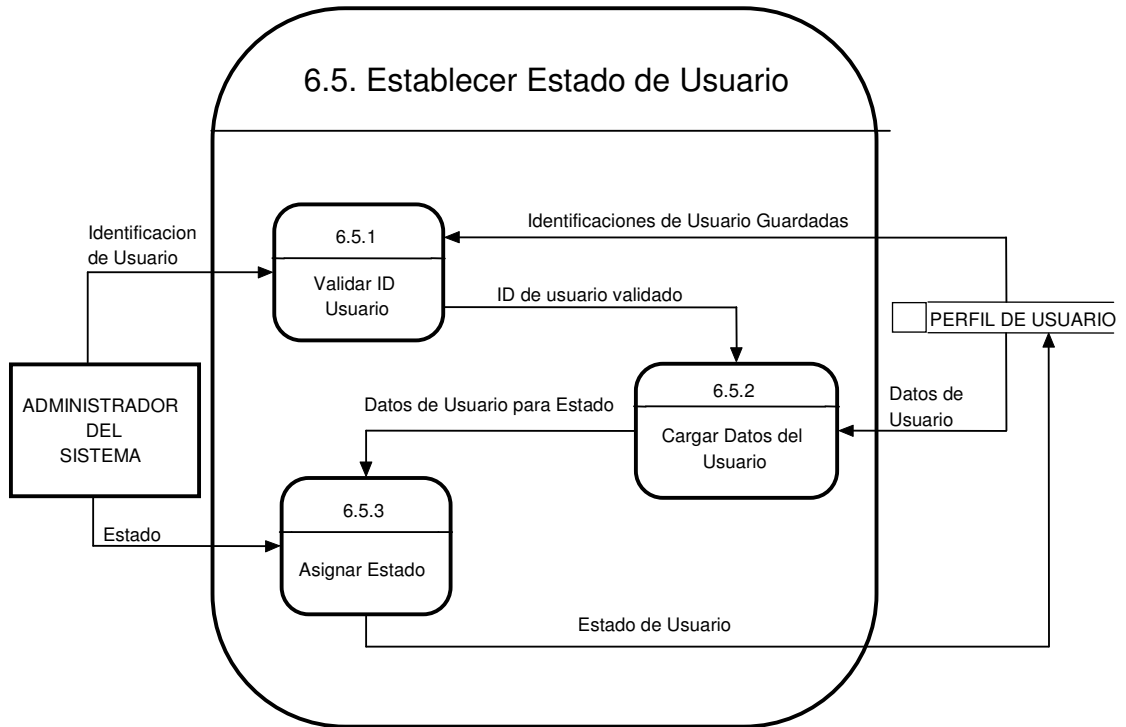 6.5. Establecer Estado de Usuario
Identificaciones de Usuario Guardadas
Identificacion
de Usuario
6.5.1
Validar ID
Usuario
ID de usuario validado
PERFIL DE USUARIO
ADMINISTRADOR
DEL
SISTEMA
Datos de Usuario para Estado
6.5.2
Cargar Datos del
Usuario
Datos de
Usuario
6.5.3
Asignar Estado
Estado
Estado de Usuario